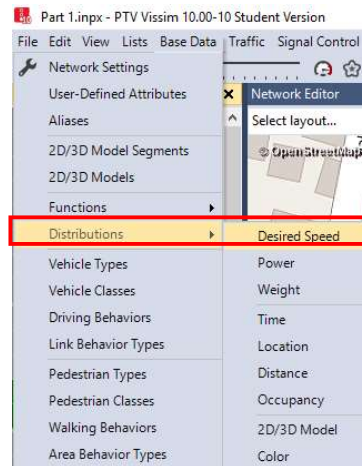 Part 1.inpx - PTV Vissim 10.00-10 Student Version
File Edit View Lists Base Data Traffic Signal Control
Network Settings
User-Defined Attributes
Network Editor
Aliases
Select layout...
© OpenStreetMap
2D/3D Model Segments
2D/3D Models
Functions
Distributions
Desired Speed
Vehicle Types
Power
Vehicle Classes
Weight
Driving Behaviors
Time
Link Behavior Types
Location
Pedestrian Types
Distance
Pedestrian Classes
Occupancy
Walking Behaviors
2D/3D Model
Area Behavior Types
Color